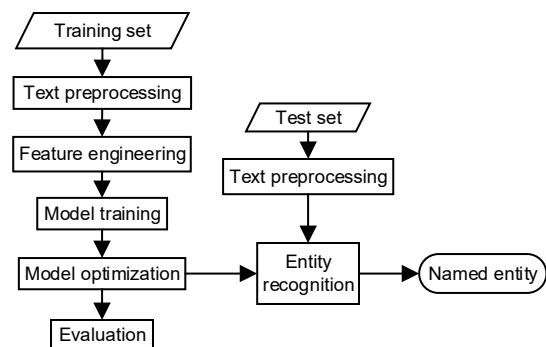 Training set
Text preprocessing
Feature engineering
Model training
Model optimization
Evaluation
Test set
Text preprocessing
Entity
recognition
Named entity